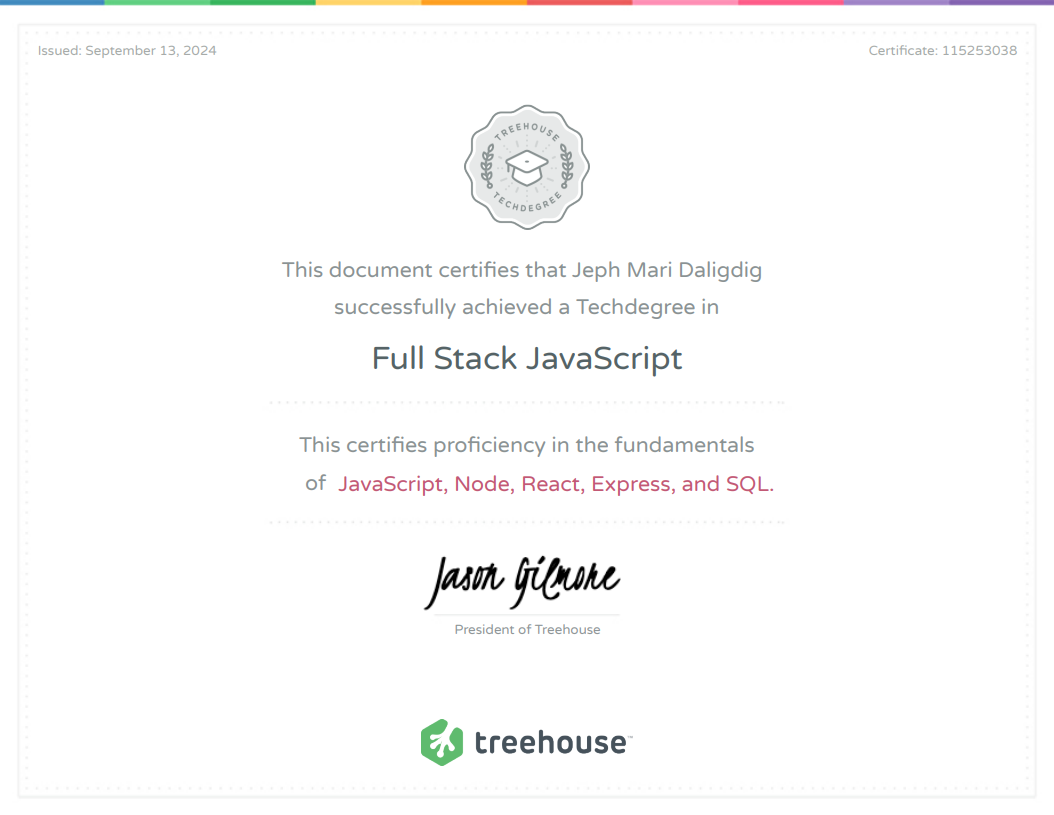 Issued: September 13, 2024
Certificate: 115253038
TREEHOUSE
TECHDEGREE
This document certifies that Jeph Mari Daligdig
successfully achieved a Techdegree in
Full Stack JavaScript
This certifies proficiency in the fundamentals
of JavaScript, Node, React, Express, and SQL.
Jason Gilmore
President of Treehouse
treehouse™